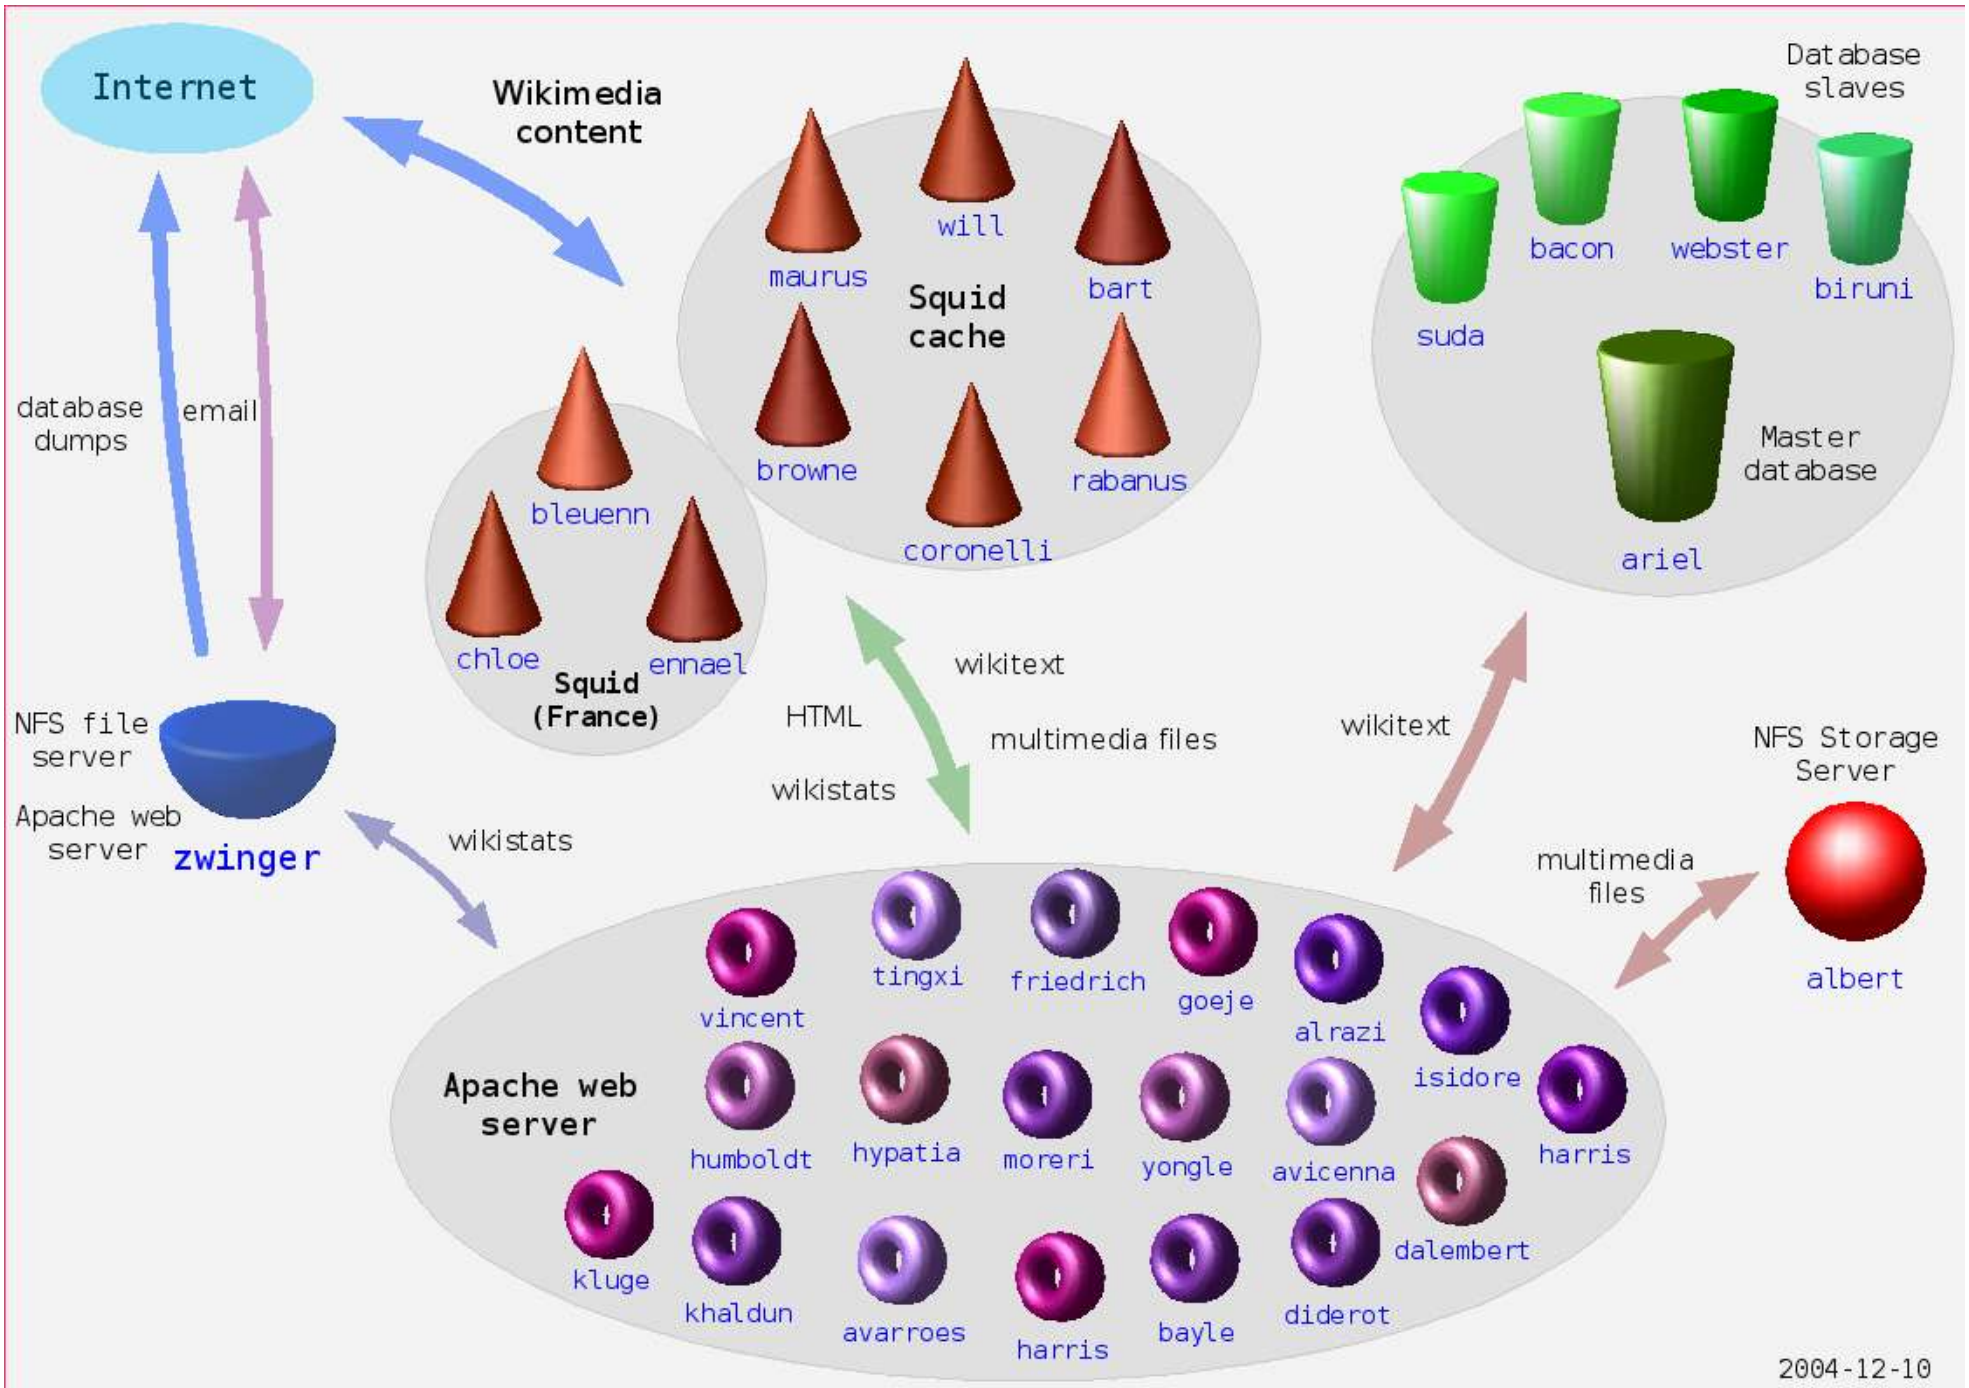 Internet
Wikimedia
content
Database
slaves
will
maurus
bart
bacon
webster
biruni
suda
Squid
cache
browne
rabanus
coronelli
database
dumps
email
Master
database
ariel
bleuenn
chloe
ennael
Squid
(France)
wikitext
HTML
multimedia files
wikistats
wikitext
NFS file
server
Apache web
server
zwinger
wikistats
NFS Storage
Server
multimedia
files
albert
vincent
tingxi
friedrich
goeje
alrazi
isidore
harris
Apache web
server
humboldt
hypatia
moreri
yongle
avicenna
dalembert
kluge
khaldun
avarroes
harris
bayle
diderot
2004-12-10